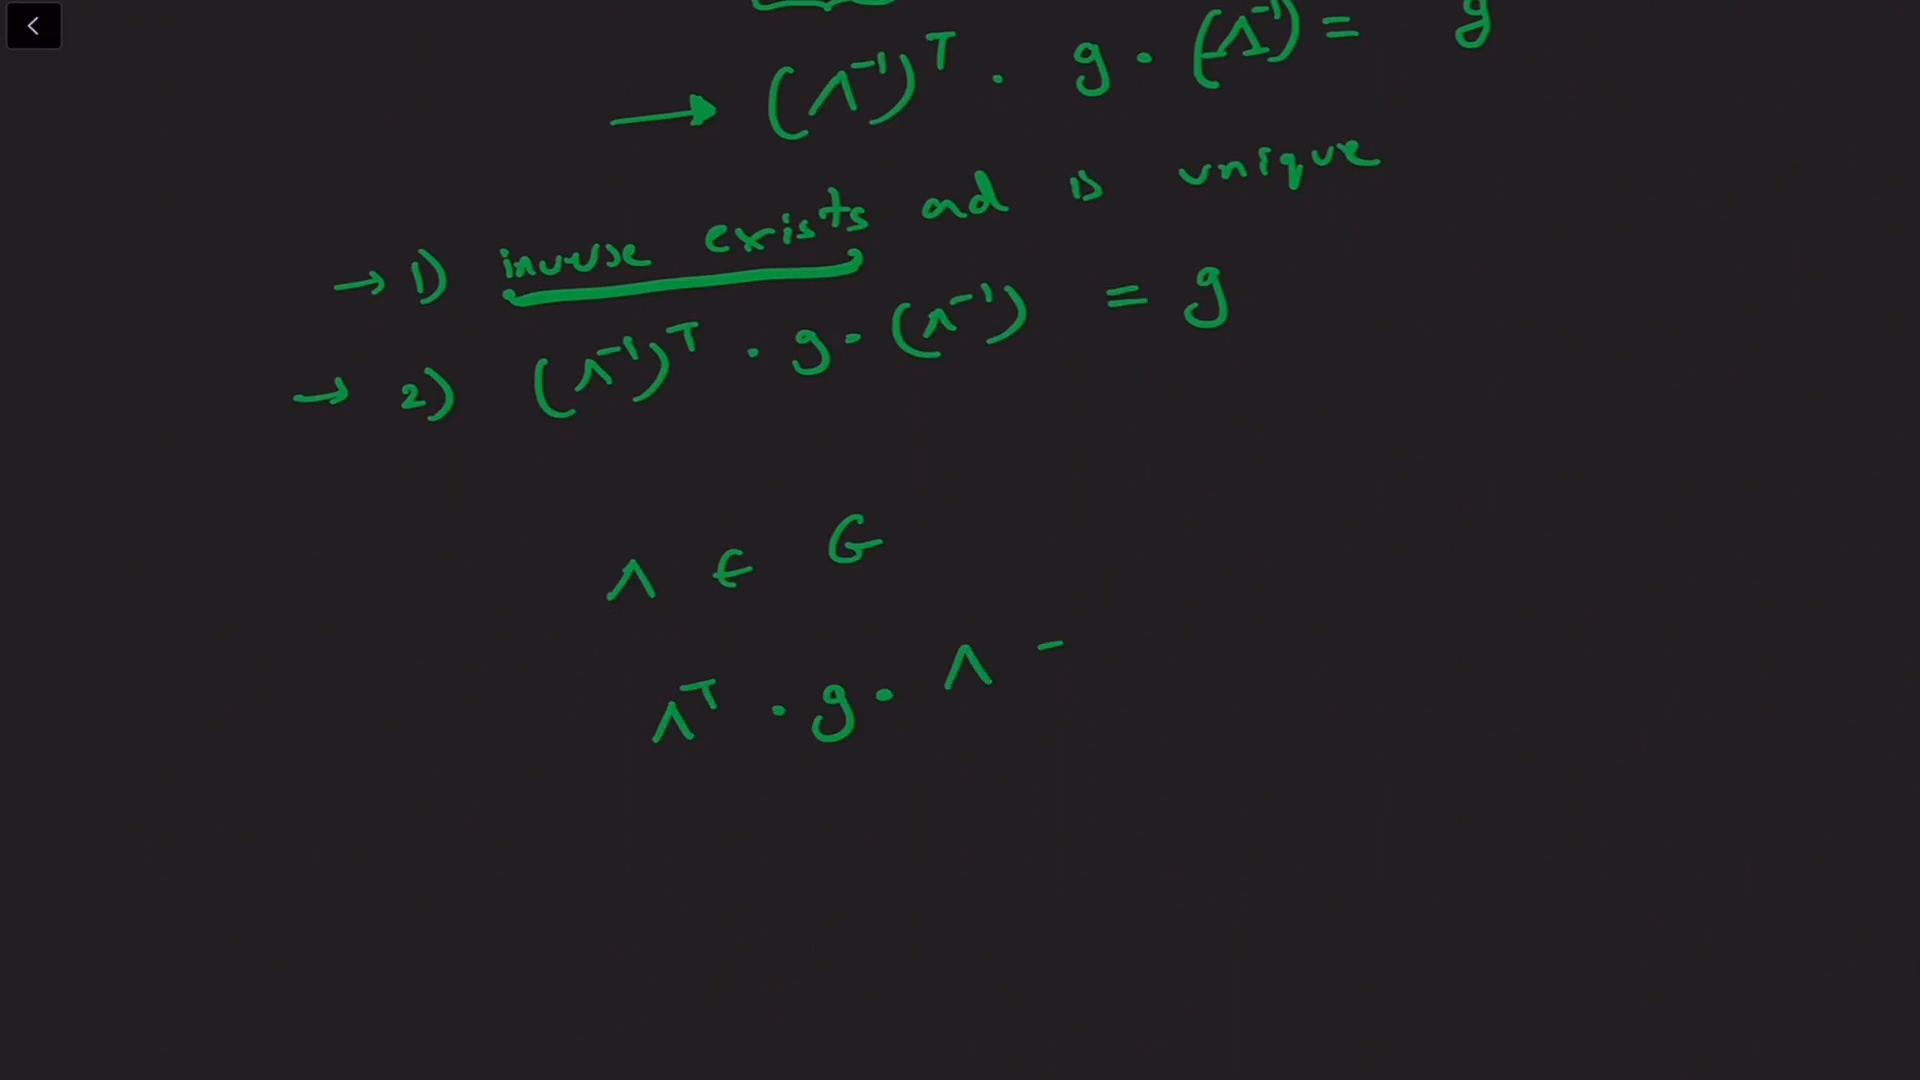 → (Λ⁻¹)ᵀ · g · (Λ⁻¹) = g
→ 1) inverse exists and is unique
→ 2) (Λ⁻¹)ᵀ · g · (Λ⁻¹) = g
Λ ∈ G
Λᵀ · g · Λ -